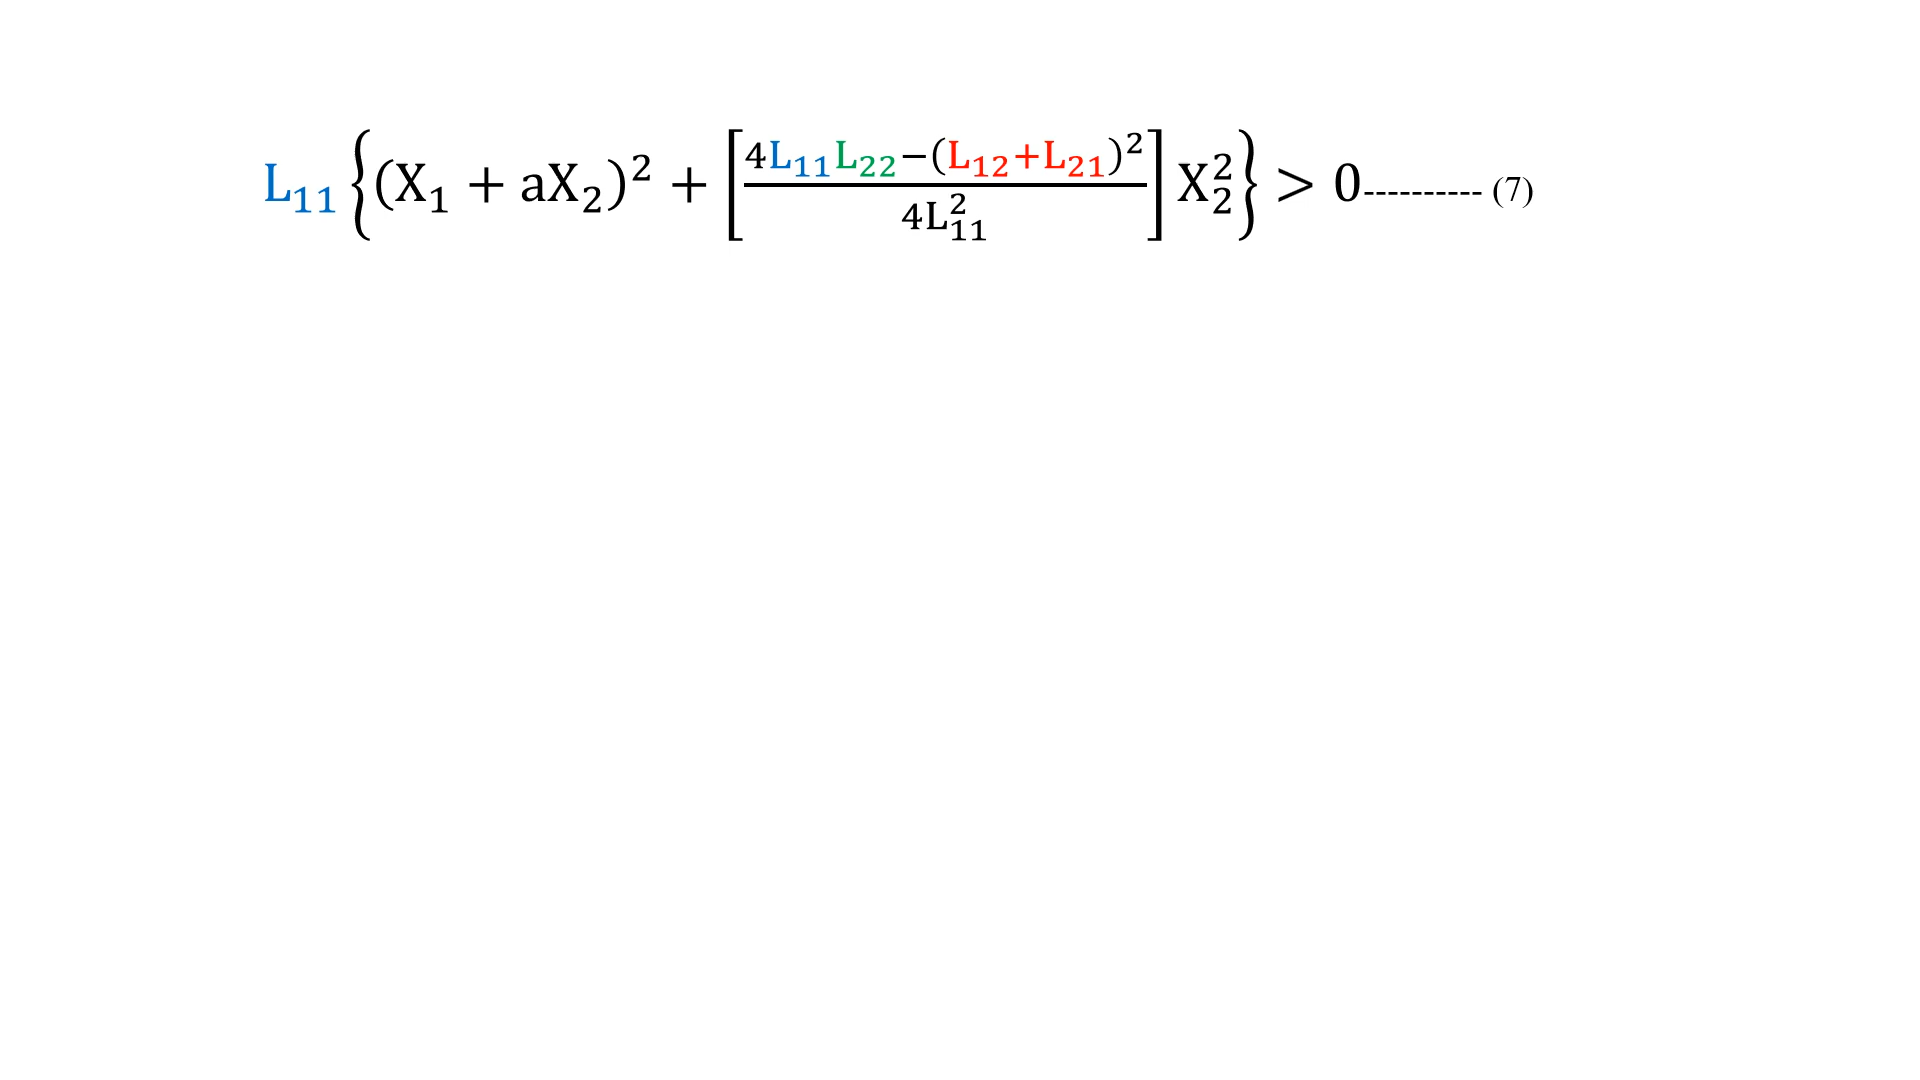 L₁₁ {(X₁ + aX₂)² + [4L₁₁L₂₂−(L₁₂+L₂₁)² / 4L₁₁²] X₂²} > 0---------- (7)